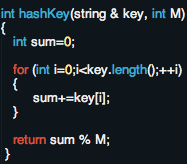 int hashKey(string & key, int M)
{
int sum=0;
for (int i=0;i<key.length();++i)
{
sum+=key[i];
}
return sum % M;
}